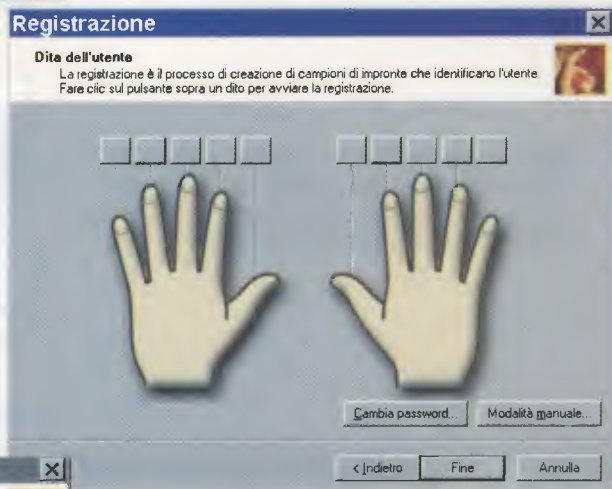 Registrazione
Dita dell'utente
La registrazione è il processo di creazione di campioni di impronte che identificano l'utente.
Fare clic sul pulsante sopra un dito per avviare la registrazione.
Cambia password... Modalità manuale...
< Indietro Fine Annulla